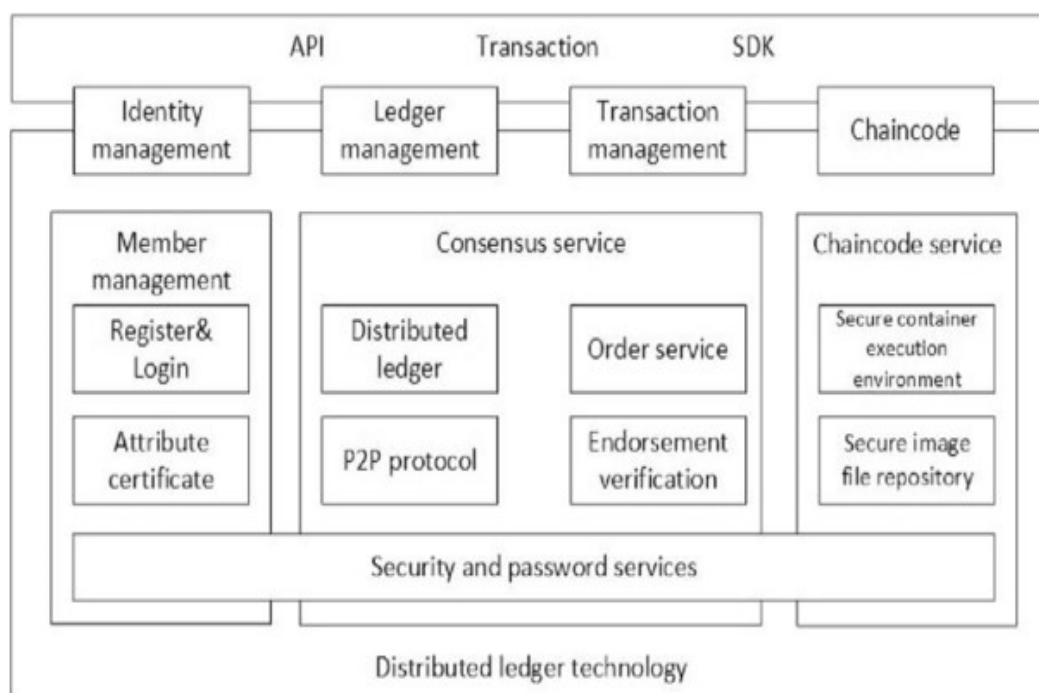 API Transaction SDK
Identity
management
Ledger
management
Transaction
management
Chaincode
Member
management
Register&
Login
Attribute
certificate
Consensus service
Distributed
ledger
Order service
P2P protocol
Endorsement
verification
Chaincode service
Secure container
execution
environment
Secure image
file repository
Security and password services
Distributed ledger technology